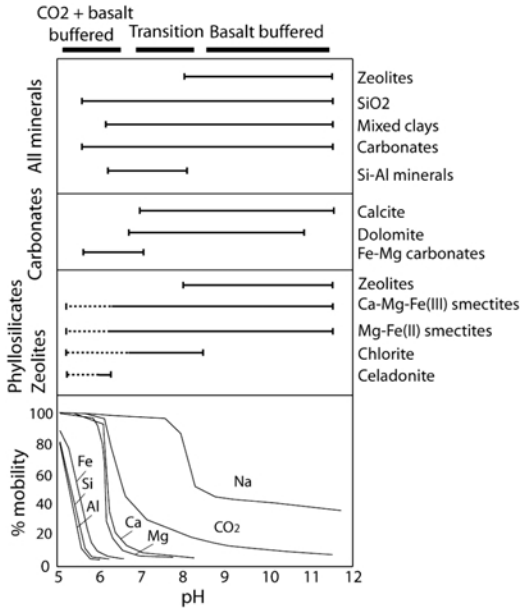 CO2 + basalt
buffered
Transition
Basalt buffered
All minerals
Zeolites
SiO2
Mixed clays
Carbonates
Si-Al minerals
Carbonates
Calcite
Dolomite
Fe-Mg carbonates
Phyllosilicates
Zeolites
Zeolites
Ca-Mg-Fe(III) smectites
Mg-Fe(II) smectites
Chlorite
Celadonite
% mobility
100
80
60
40
20
0
Fe
Si
Al
Ca
Mg
CO2
Na
5 6 7 8 9 10 11 12
pH